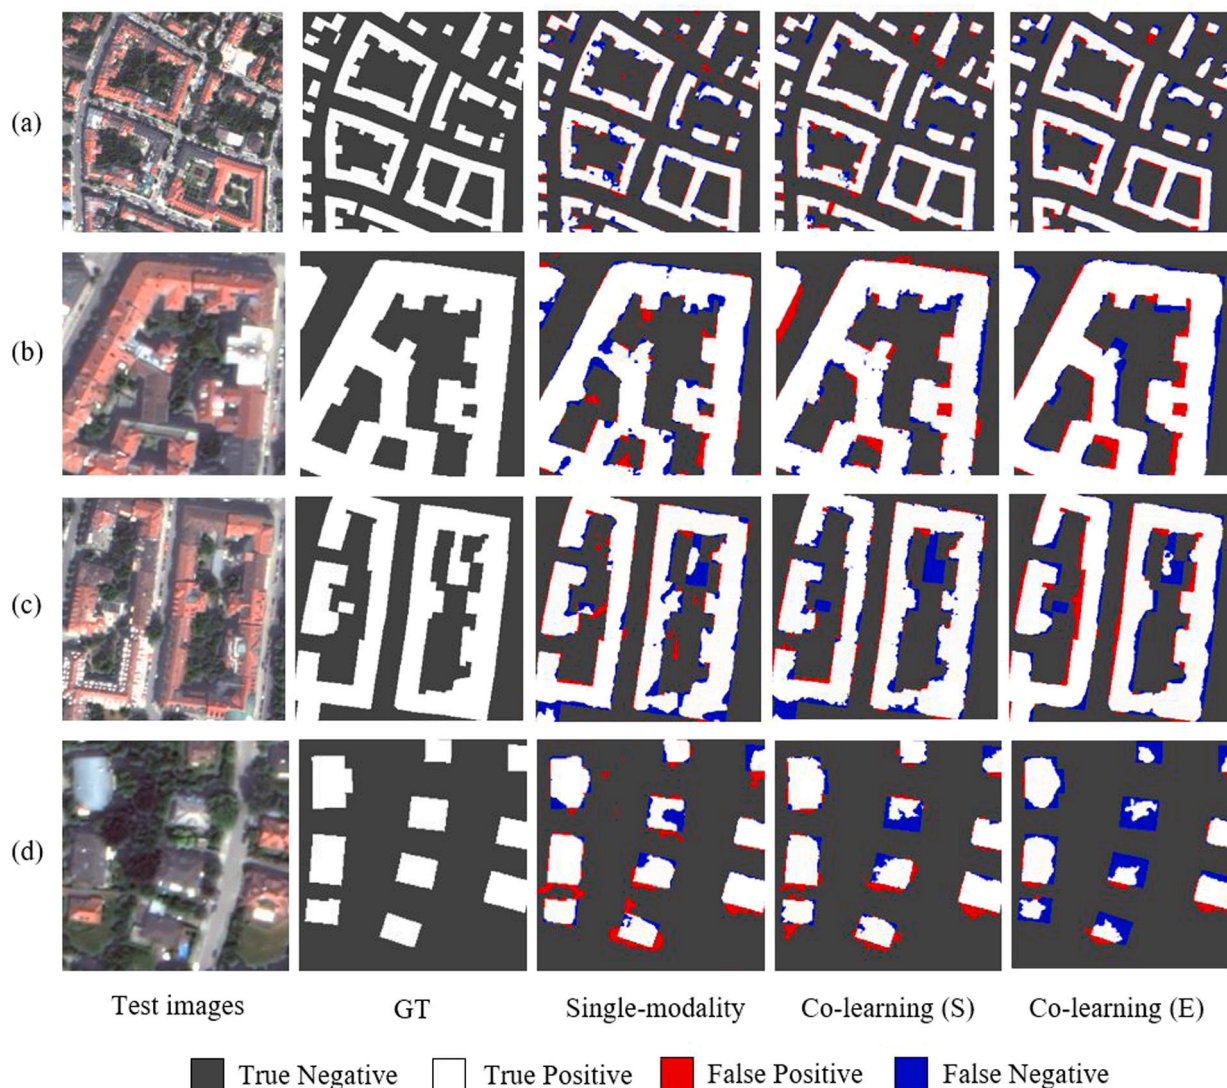 (a)
(b)
(c)
(d)
Test images GT Single-modality Co-learning (S) Co-learning (E)
True Negative True Positive False Positive False Negative